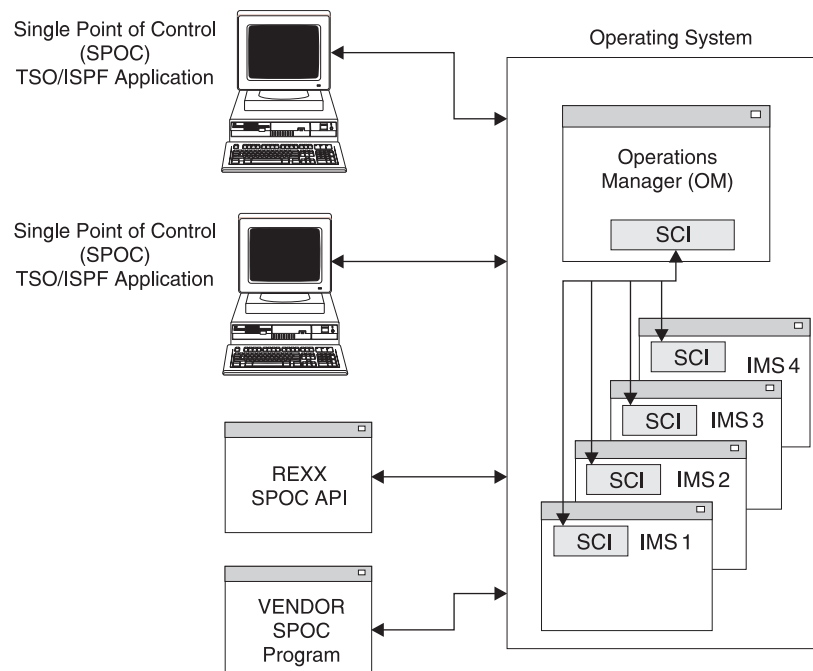 Single Point of Control
(SPOC)
TSO/ISPF Application
Operating System
Operations
Manager (OM)
SCI
Single Point of Control
(SPOC)
TSO/ISPF Application
SCI
IMS 4
SCI
IMS 3
SCI
IMS 2
SCI
IMS 1
REXX
SPOC API
VENDOR
SPOC
Program